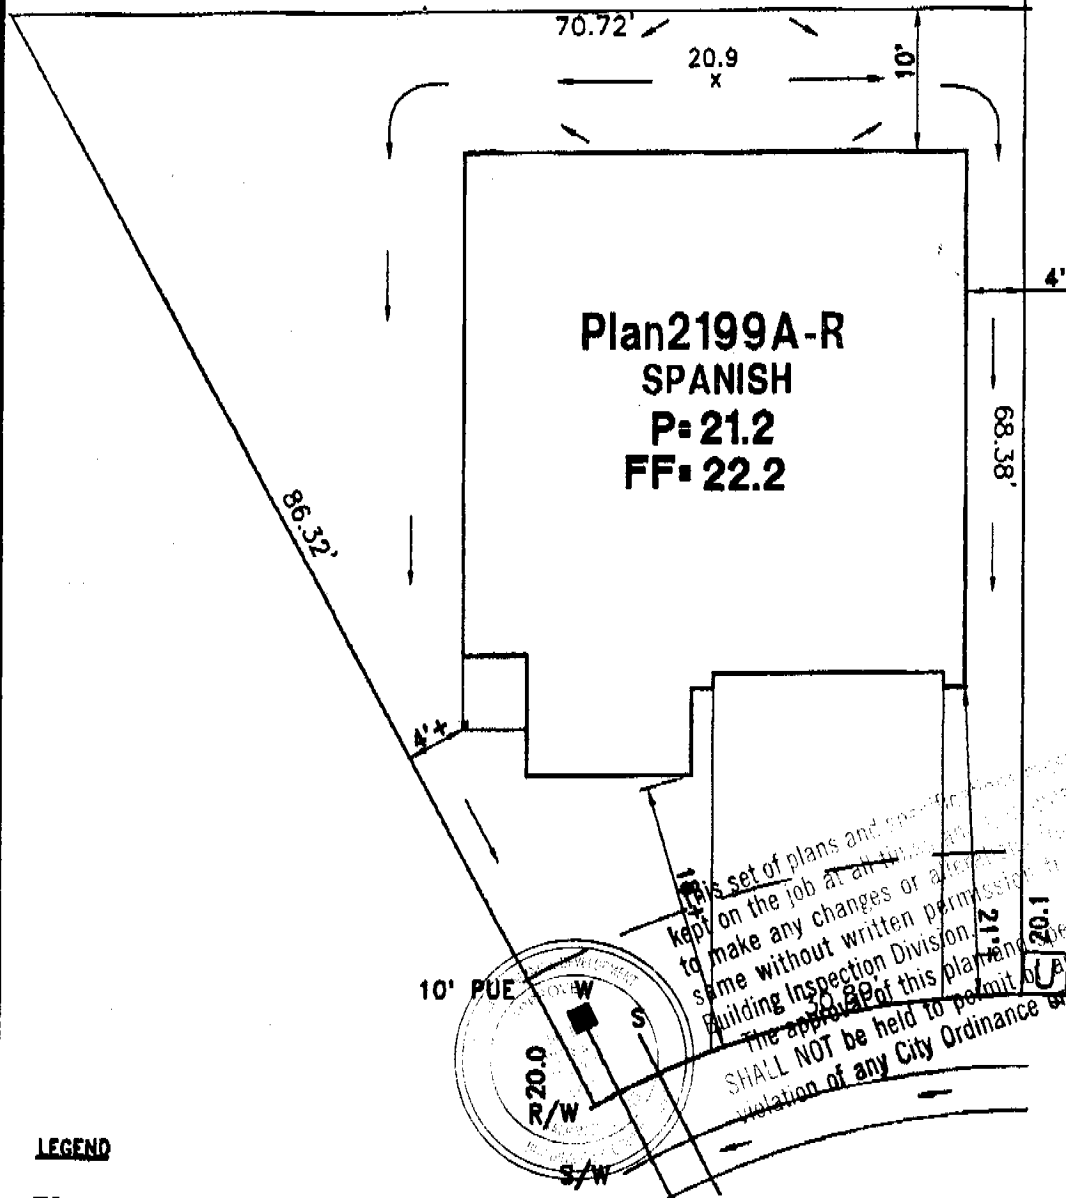 70.72'
20.9
x
10'
4'
Plan2199A-R
SPANISH
P=21.2
FF=22.2
68.38'
86.32'
4'+
This set of plans and
kept on the job at all
to make any changes or
same without written permission
Building Inspection Division.
The approval of this plan and
SHALL NOT be held to permit or
violation of any City Ordinance or
21'+
20.1
U
10' PUE
W
S
20.0
R/W
S/W
LEGEND